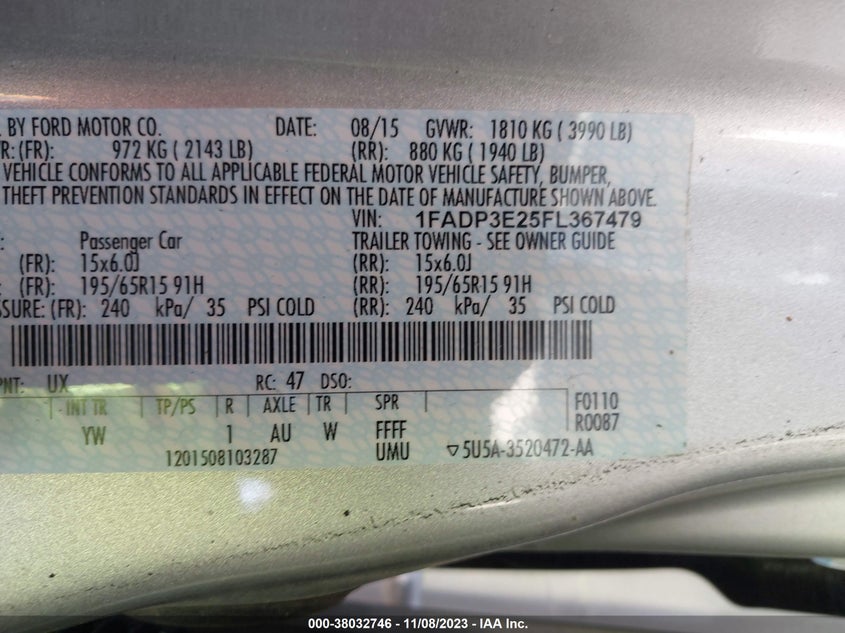 BY FORD MOTOR CO. DATE: 08/15 GVWR: 1810 KG ( 3990 LB)
R: (FR): 972 KG ( 2143 LB) (RR): 880 KG ( 1940 LB)
VEHICLE CONFORMS TO ALL APPLICABLE FEDERAL MOTOR VEHICLE SAFETY, BUMPER,
THEFT PREVENTION STANDARDS IN EFFECT ON THE DATE OF MANUFACTURE SHOWN ABOVE.
VIN: 1FADP3E25FL367479
Passenger Car TRAILER TOWING - SEE OWNER GUIDE
(FR): 15x6.0J (RR): 15x6.0J
(FR): 195/65R15 91H (RR): 195/65R15 91H
SSURE: (FR): 240 kPa/ 35 PSI COLD (RR): 240 kPa/ 35 PSI COLD
PNT: UX RC: 47 DSO:
INT TR TP/PS R AXLE TR SPR F0110
YW 1 AU W FFFF R0087
1201508103287 UMU 5U5A-3520472-AA
000-38032746 - 11/08/2023 - IAA Inc.